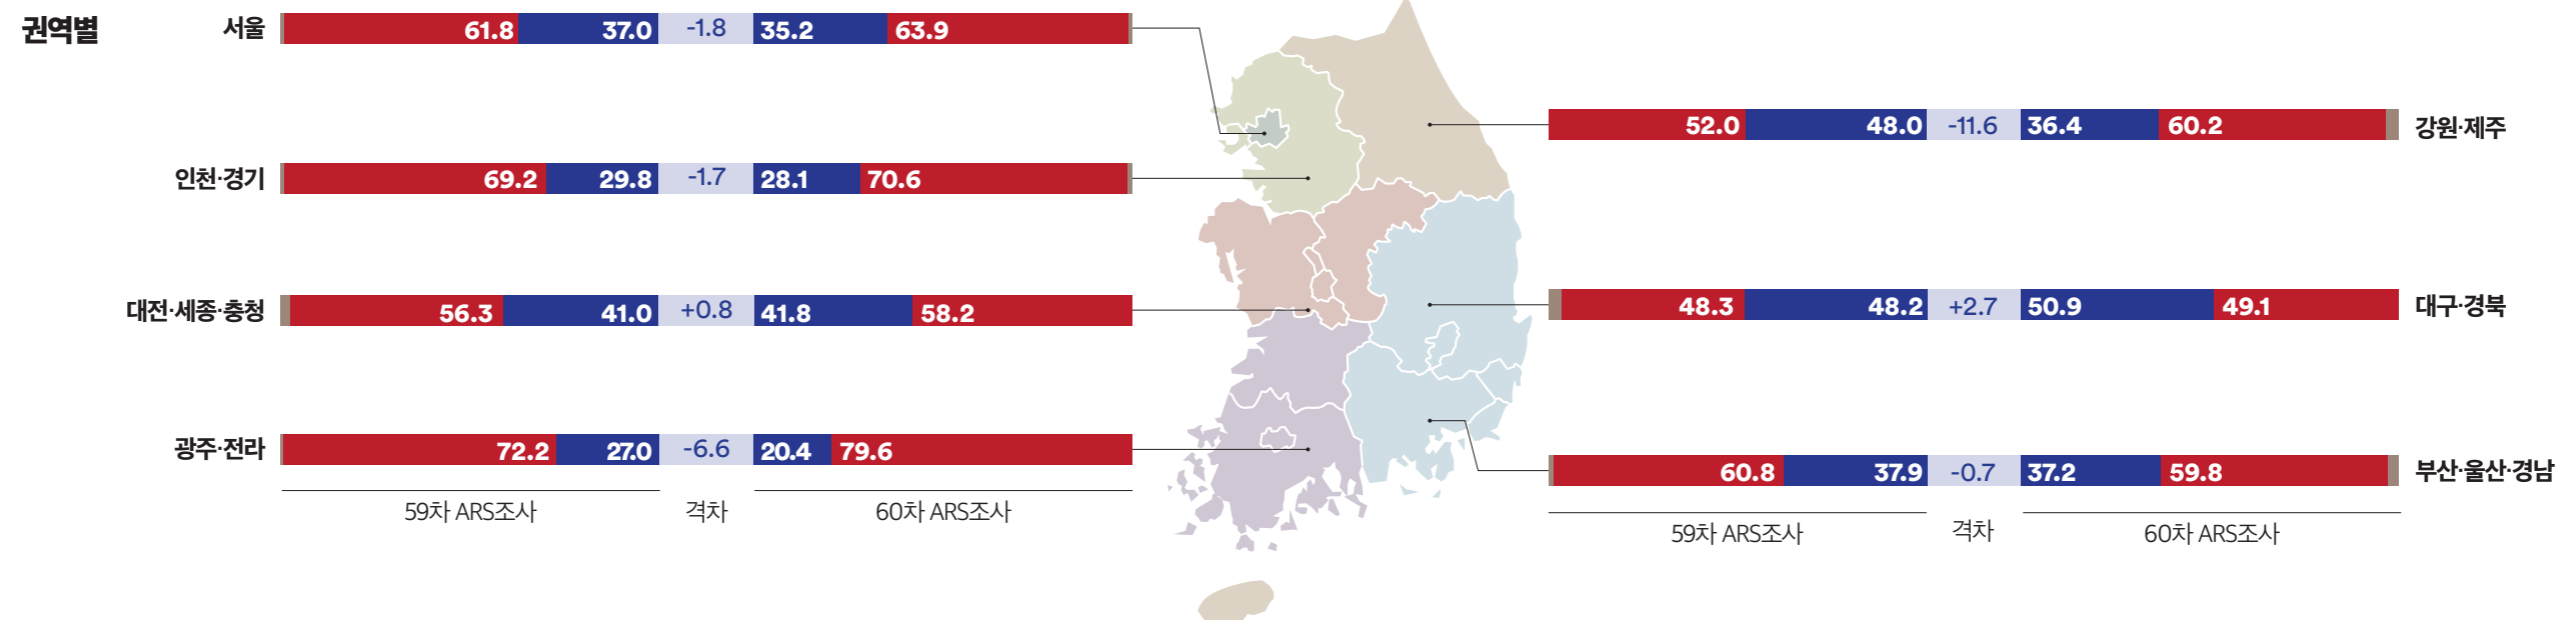 권역별
서울 61.8 37.0 -1.8 35.2 63.9
인천·경기 69.2 29.8 -1.7 28.1 70.6
대전·세종·충청 56.3 41.0 +0.8 41.8 58.2
광주·전라 72.2 27.0 -6.6 20.4 79.6
59차 ARS조사 격차 60차 ARS조사
52.0 48.0 -11.6 36.4 60.2 강원·제주
48.3 48.2 +2.7 50.9 49.1 대구·경북
60.8 37.9 -0.7 37.2 59.8 부산·울산·경남
59차 ARS조사 격차 60차 ARS조사